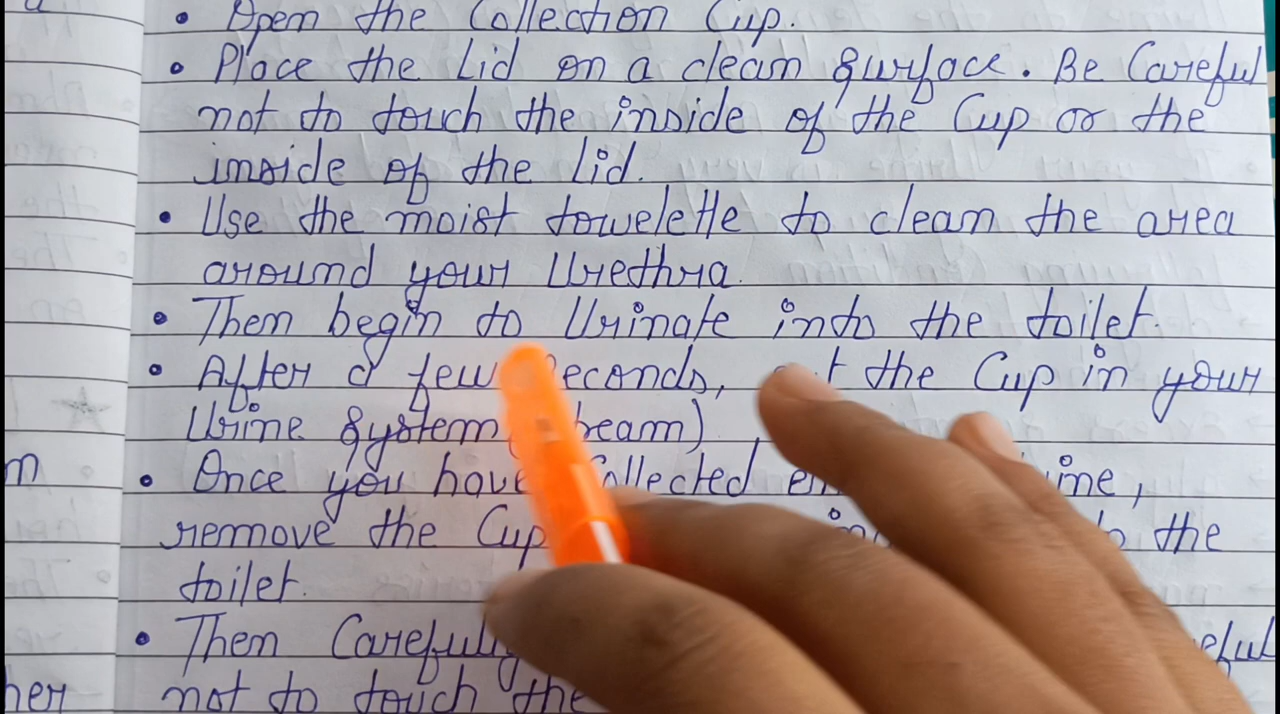 • Open the Collection Cup.
• Place the Lid on a clean surface. Be Careful
not to touch the inside of the Cup or the
inside of the lid.
• Use the moist towelette to clean the area
around your Urethra.
• Then begin to Urinate into the toilet.
• After a few seconds, the Cup in your
Urine system beam)
m
• Once you have Collected
remove the Cup the
toilet.
• Then Carefully
her
not to touch the